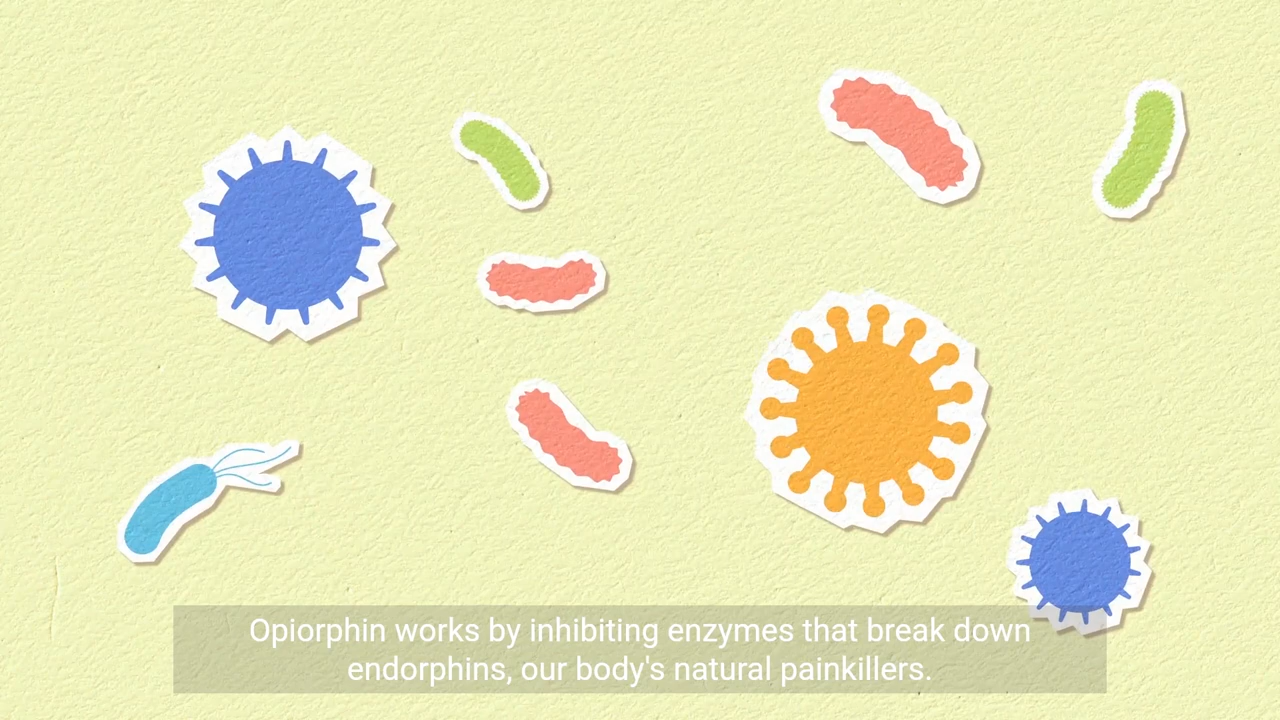 Opiorphin works by inhibiting enzymes that break down
endorphins, our body's natural painkillers.